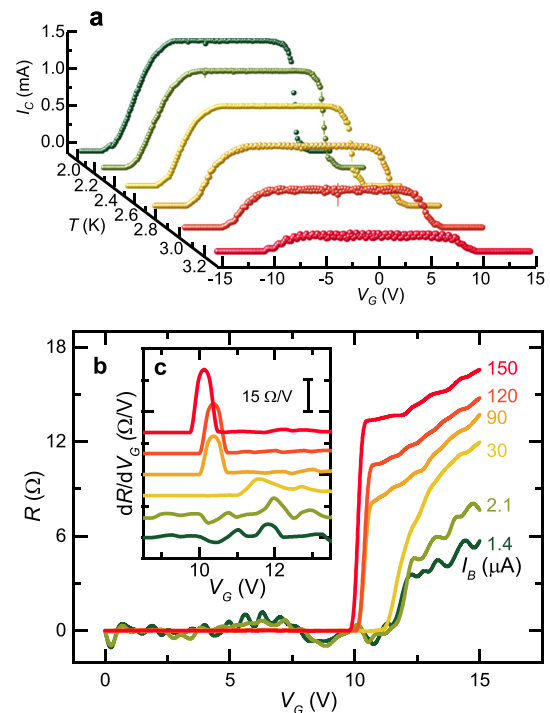 a
1.5
1.0
0.5
0.0
I_C (mA)
2.0
2.2
2.4
2.6
2.8
3.0
3.2
T (K)
-15 -10 -5 0 5 10 15
V_G (V)
b
c
18
12
6
0
R (Ω)
dR/dV_G (Ω/V)
15 Ω/V
10 12
V_G (V)
150
120
90
30
2.1
1.4
I_B (µA)
0 5 10 15
V_G (V)